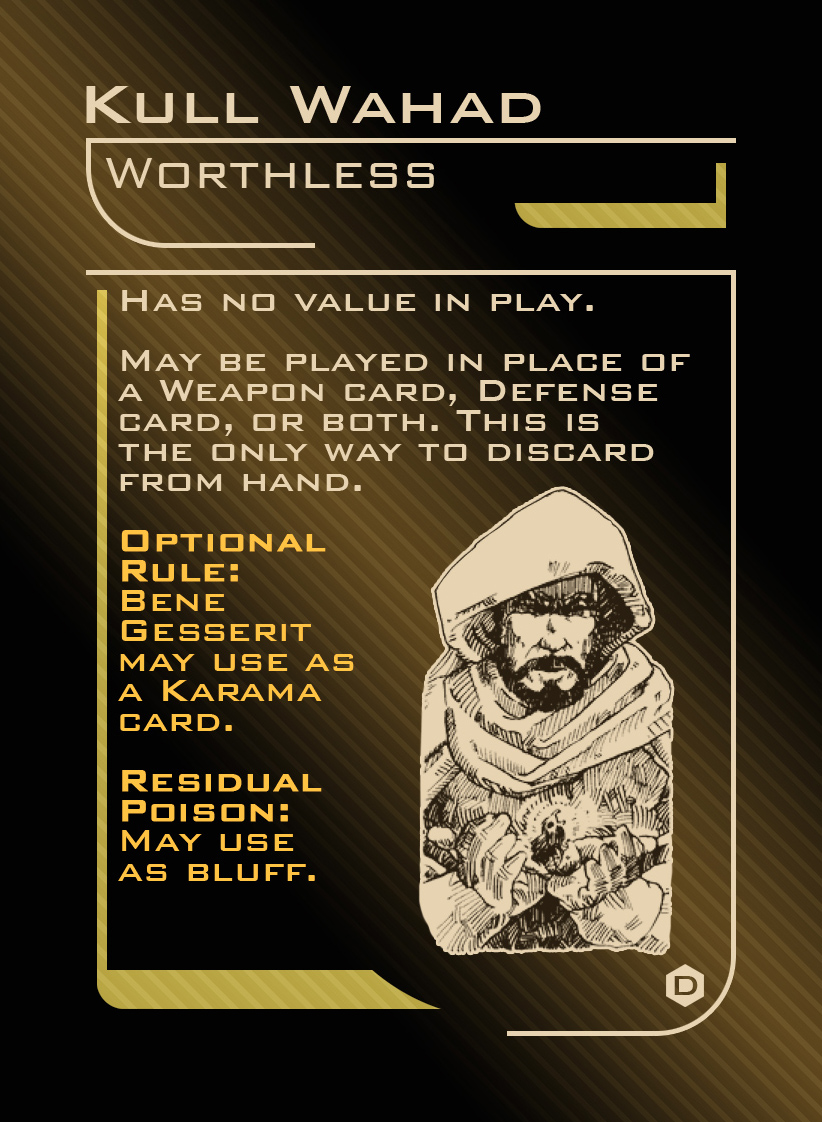 Kull Wahad
Worthless
Has no value in play.
May be played in place of
a Weapon card, Defense
card, or both. This is
the only way to discard
from hand.
Optional
Rule:
Bene
Gesserit
may use as
a Karama
card.
Residual
Poison:
May use
as bluff.
D